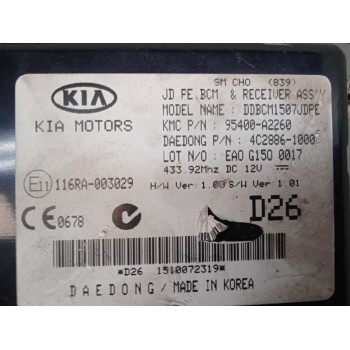 SM CHO (839)
JD PE BCM & RECEIVER ASS'Y
KIA
MODEL NAME : DDBCM1507JDPE
KIA MOTORS
KMC P/N : 95400-A2260
DAEDONG P/N : 4C2886-1000
LOT N/O : EAO G150 0017
433.92Mhz DC 12V
E11 116RA-003029
H/W Ver 1.00 S/W Ver 1.01
CE 0678
D26
*D26 1510072319*
DAEDONG / MADE IN KOREA